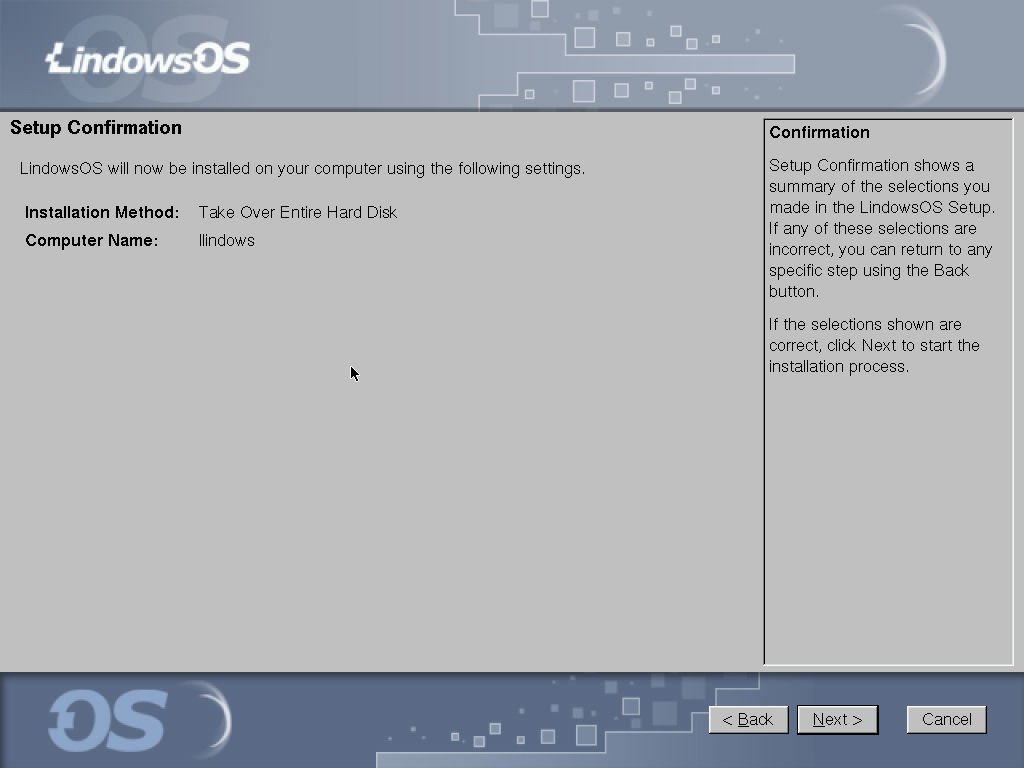 LindowsOS
OS
Setup Confirmation
LindowsOS will now be installed on your computer using the following settings.
Installation Method: Take Over Entire Hard Disk
Computer Name: llindows
Confirmation
Setup Confirmation shows a
summary of the selections you
made in the LindowsOS Setup.
If any of these selections are
incorrect, you can return to any
specific step using the Back
button.
If the selections shown are
correct, click Next to start the
installation process.
OS
< Back
Next >
Cancel